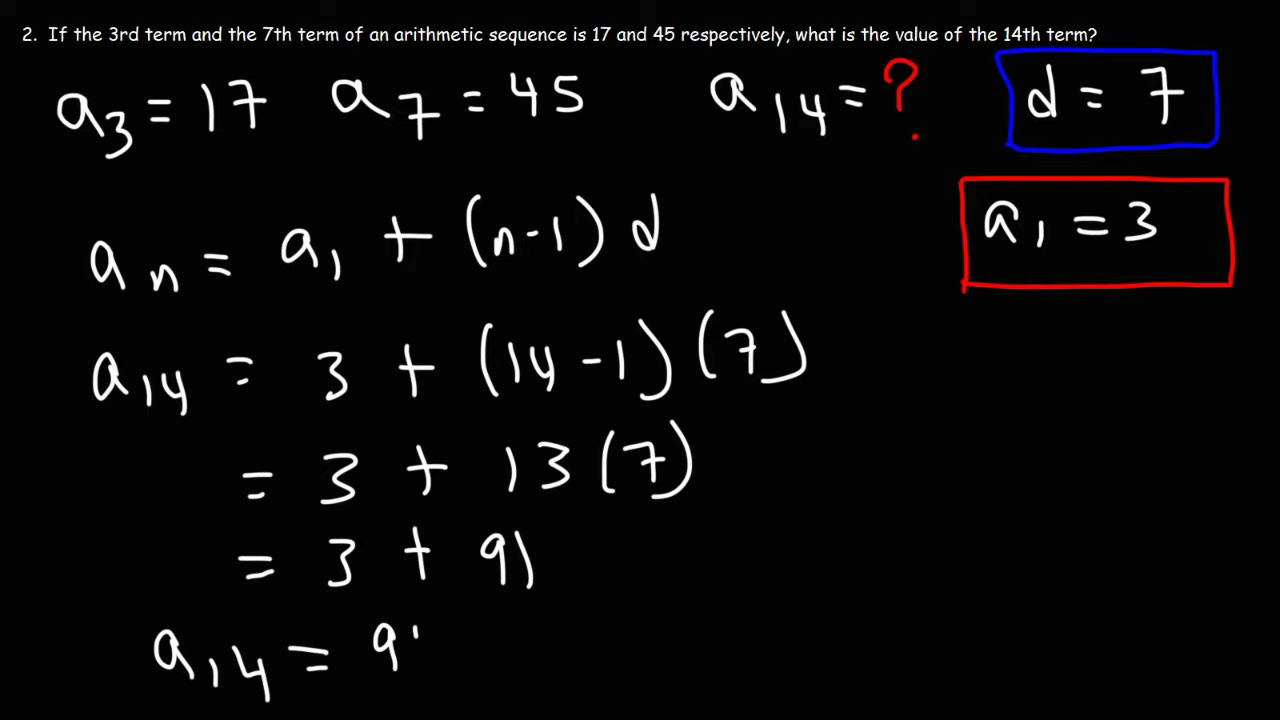 2. If the 3rd term and the 7th term of an arithmetic sequence is 17 and 45 respectively, what is the value of the 14th term?
a₃ = 17 a₇ = 45 a₁₄ = ? d = 7
a₁ = 3
aₙ = a₁ + (n-1) d
a₁₄ = 3 + (14-1) (7)
= 3 + 13(7)
= 3 + 91
a₁₄ = 9